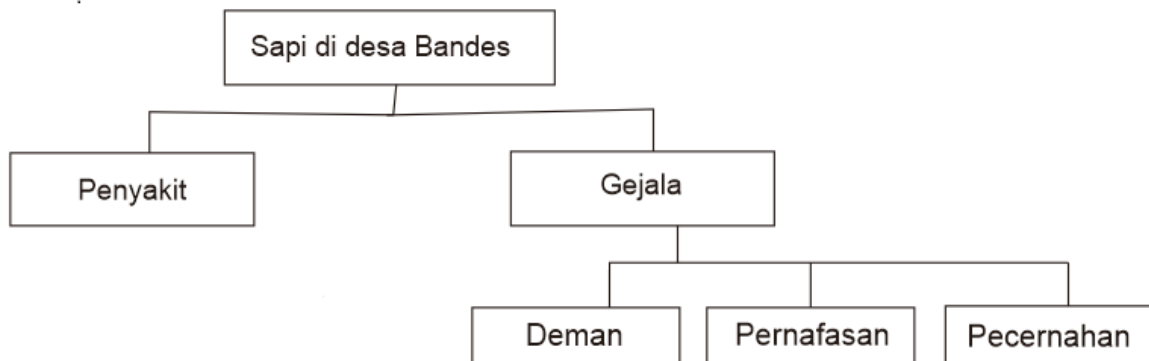 Sapi di desa Bandes
Penyakit
Gejala
Deman
Pernafasan
Pecernahan